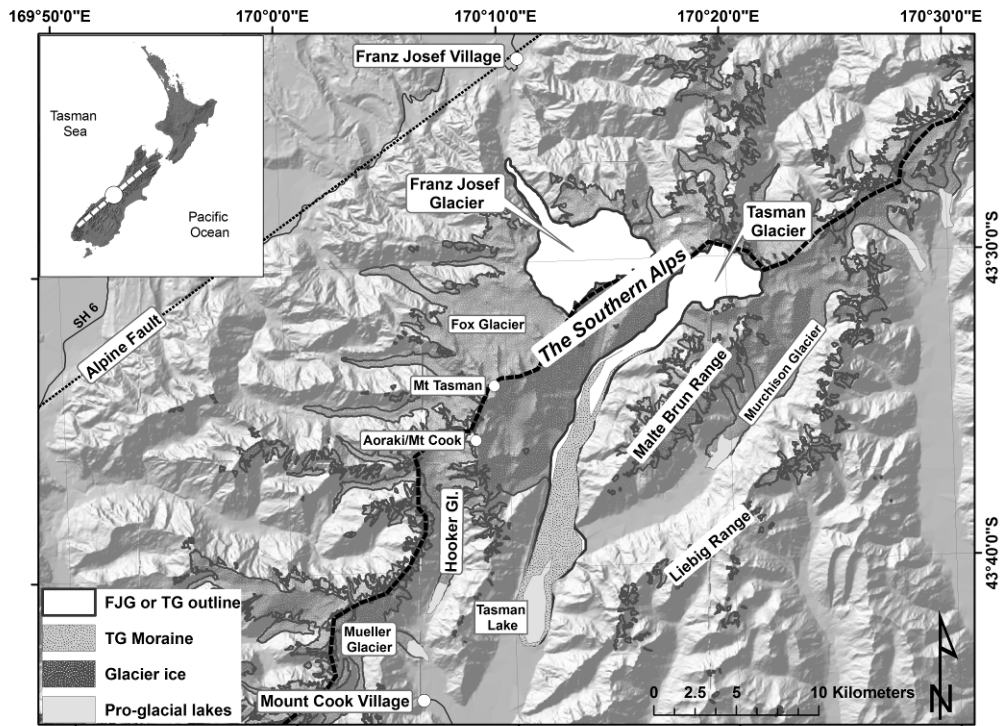 169°50'0"E
170°0'0"E
170°10'0"E
170°20'0"E
170°30'0"E
Franz Josef Village
Tasman
Sea
Pacific
Ocean
Franz Josef
Glacier
Tasman
Glacier
43°30'0"S
SH 6
Alpine Fault
The Southern Alps
Fox Glacier
Mt Tasman
Aoraki/Mt Cook
Malte Brun Range
Murchison Glacier
Hooker Gl.
Liebig Range
43°40'0"S
Tasman
Lake
Mueller
Glacier
Mount Cook Village
FJG or TG outline
TG Moraine
Glacier ice
Pro-glacial lakes
0 2.5 5 10 Kilometers
N